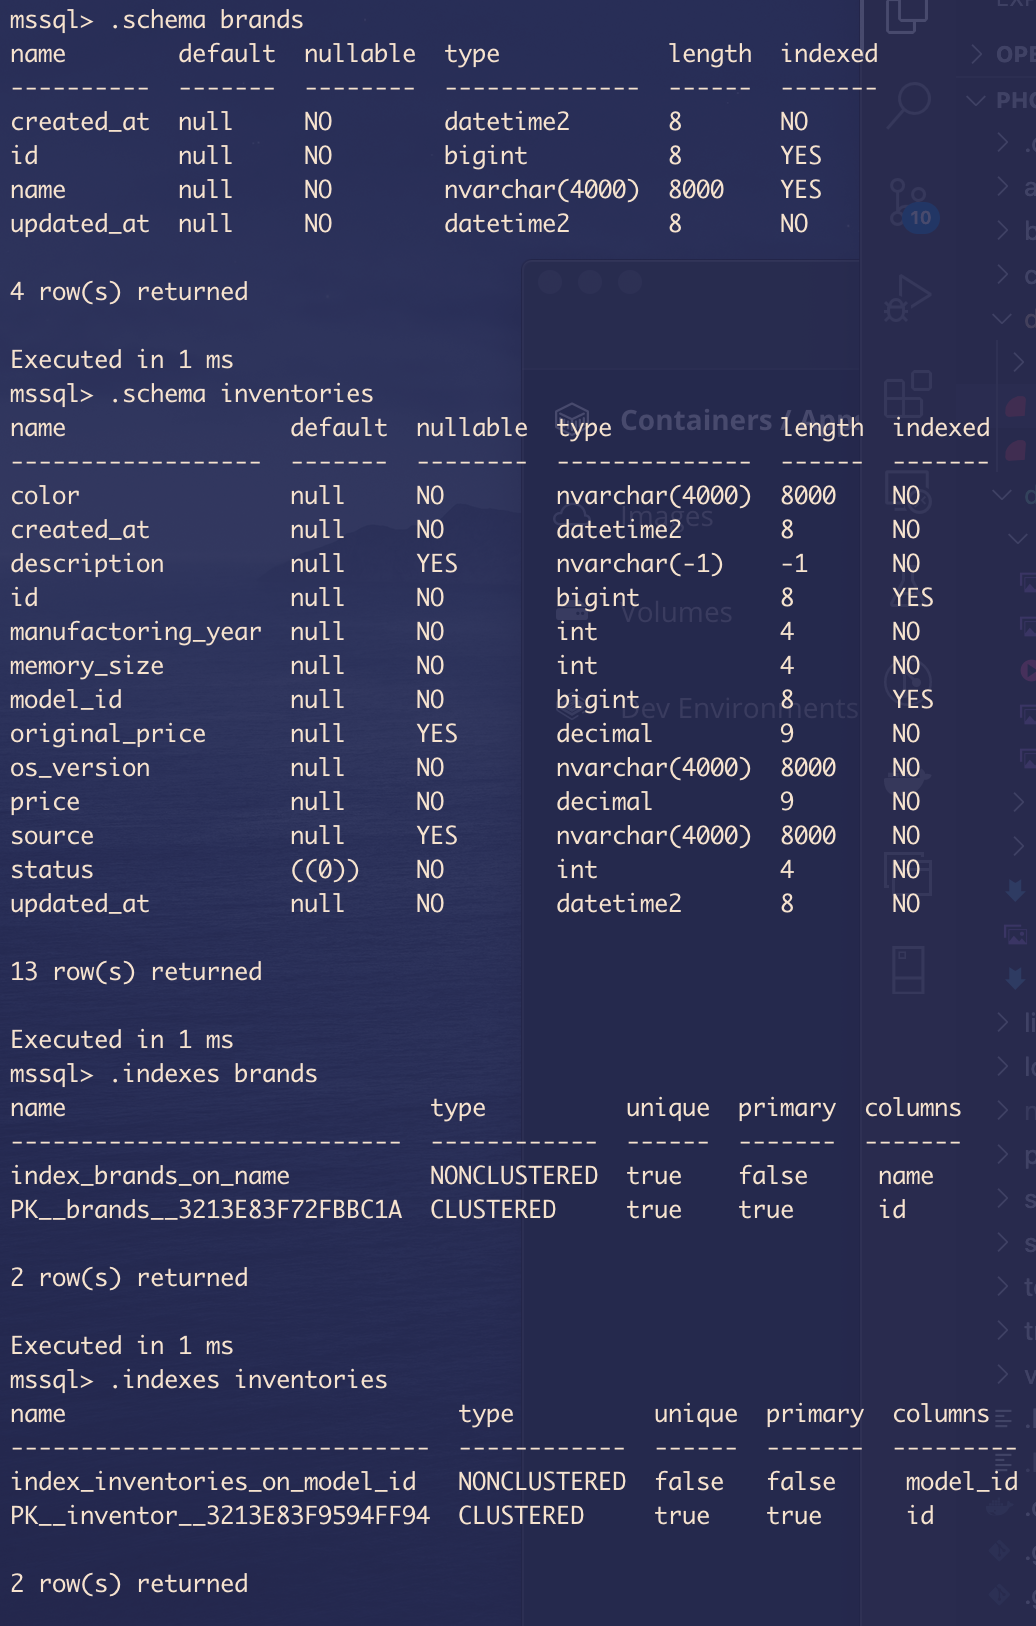 mssql> .schema brands
name        default  nullable  type            length  indexed
----------  -------  --------  --------------  ------  -------
created_at  null     NO        datetime2       8       NO
id          null     NO        bigint          8       YES
name        null     NO        nvarchar(4000)  8000    YES
updated_at  null     NO        datetime2       8       NO
10
4 row(s) returned
Executed in 1 ms
mssql> .schema inventories
Containers /
name                default  nullable  type            length  indexed
------------------  -------  --------  --------------  ------  -------
color               null     NO        nvarchar(4000)  8000    NO
Images
created_at          null     NO        datetime2       8       NO
description         null     YES       nvarchar(-1)    -1      NO
id                  null     NO        bigint          8       YES
Volumes
manufactoring_year  null     NO        int             4       NO
memory_size         null     NO        int             4       NO
model_id            null     NO        bigint          8       YES
Dev Environments
original_price      null     YES       decimal         9       NO
os_version          null     NO        nvarchar(4000)  8000    NO
price               null     NO        decimal         9       NO
source              null     YES       nvarchar(4000)  8000    NO
status              ((0))    NO        int             4       NO
updated_at          null     NO        datetime2       8       NO
13 row(s) returned
Executed in 1 ms
mssql> .indexes brands
name                          type          unique  primary  columns
----------------------------  ------------  ------  -------  -------
index_brands_on_name          NONCLUSTERED  true    false     name
PK__brands__3213E83F72FBBC1A  CLUSTERED     true    true      id
2 row(s) returned
Executed in 1 ms
mssql> .indexes inventories
name                            type          unique  primary  columns
------------------------------  ------------  ------  -------  ---------
index_inventories_on_model_id   NONCLUSTERED  false   false     model_id
PK__inventor__3213E83F9594FF94  CLUSTERED     true    true      id
2 row(s) returned